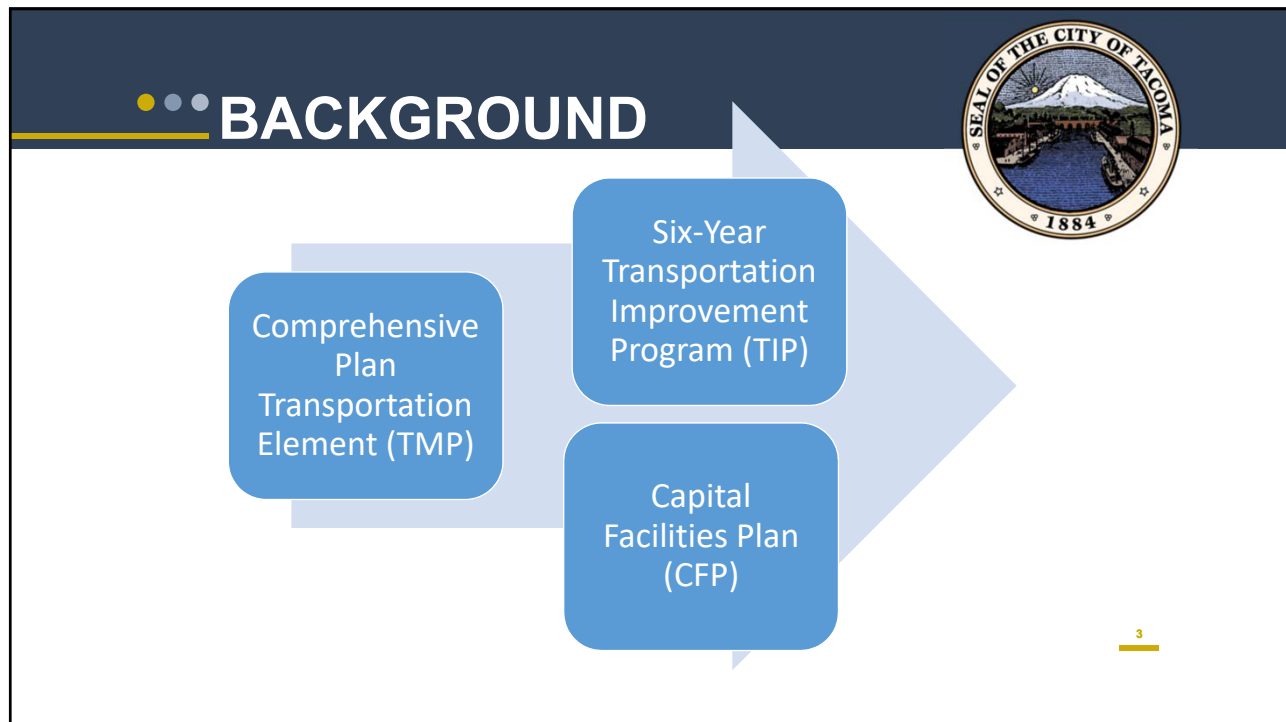 BACKGROUND
SEAL OF THE CITY OF TACOMA
1884
Comprehensive
Plan
Transportation
Element (TMP)
Six-Year
Transportation
Improvement
Program (TIP)
Capital
Facilities Plan
(CFP)
3